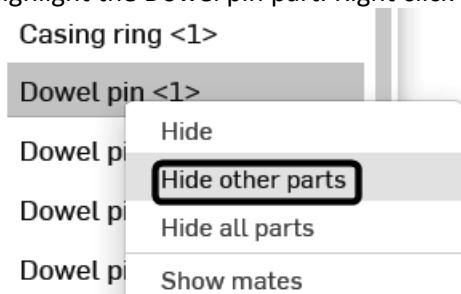 highlight the Dowel pin part. Right click
Casing ring <1>
Dowel pin <1>
Hide
Dowel pi
Hide other parts
Dowel pi
Hide all parts
Dowel pi
Show mates